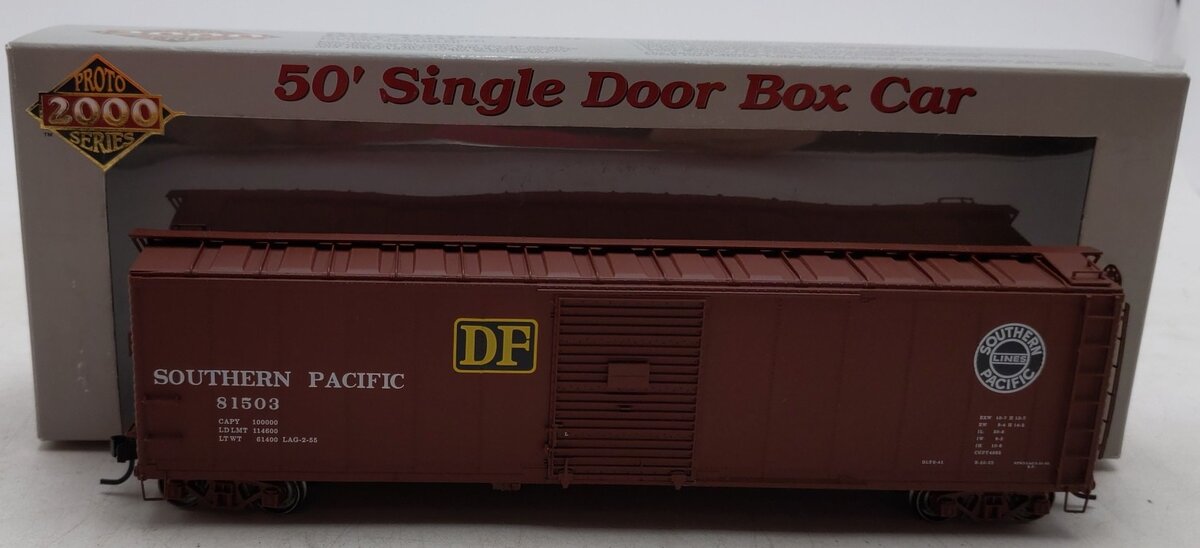 PROTO
2000
SERIES
TM
50' Single Door Box Car
DF
SOUTHERN PACIFIC
81503
CAPY 100000
LD LMT 114600
LT WT 61400 LAG-2-55
L
SOUTHERN
LINES
PACIFIC